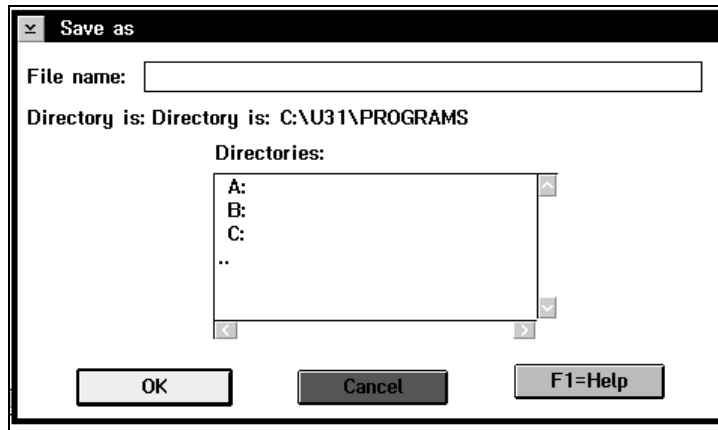 Save as
File name:
Directory is: Directory is: C:\U31\PROGRAMS
Directories:
A:
B:
C:
..
OK Cancel F1=Help